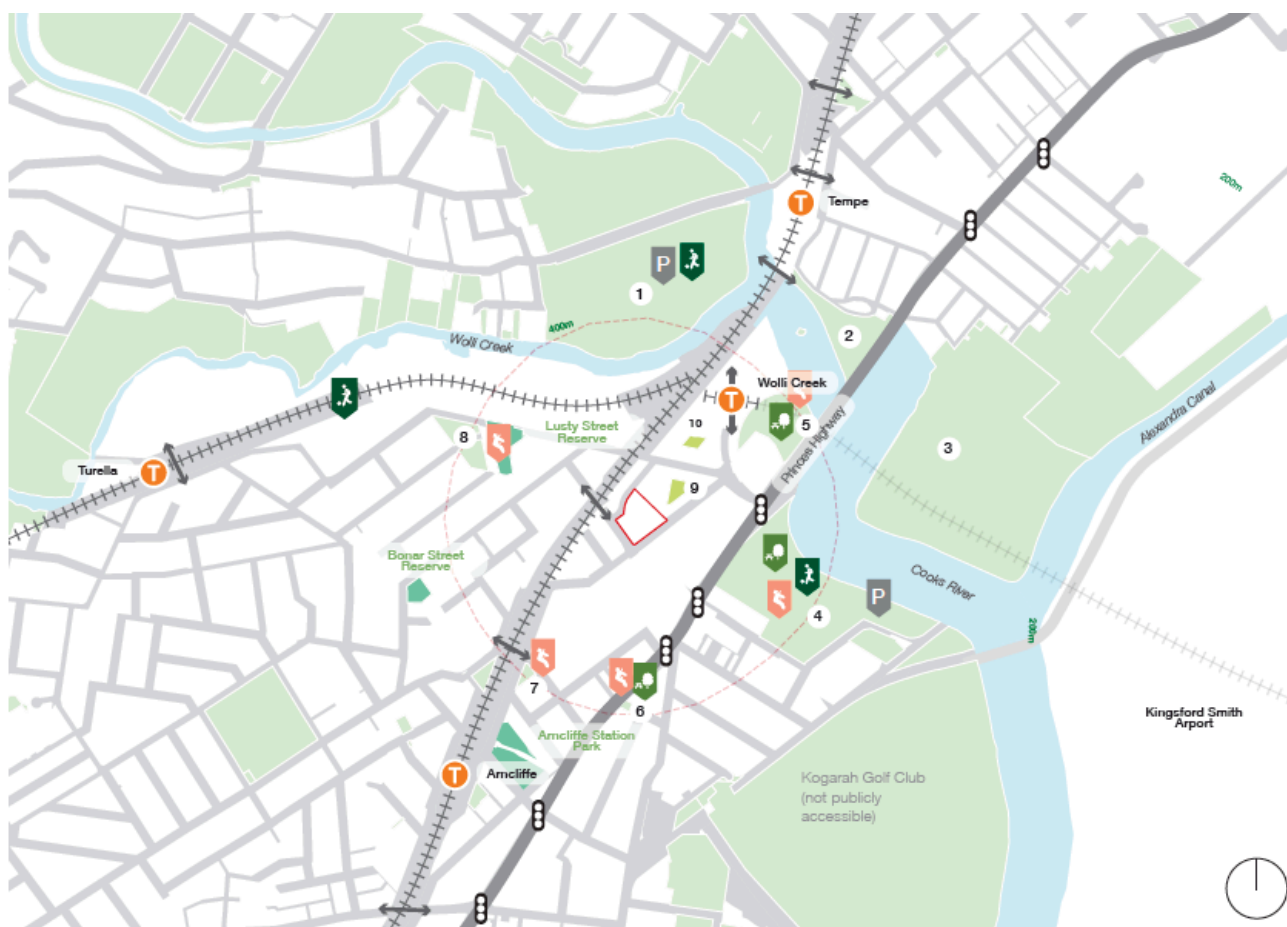 200m
T
Tempe
P
1
400m
Wolli Creek
2
Wolli Creek
T
Princes Highway
Alexandra Canal
10
5
3
Lusty Street
Reserve
8
Turella
T
9
Bonar Street
Reserve
Cooks River
P
4
200m
7
6
Kingsford Smith
Arport
Arncliffe Station
Park
T
Arncliffe
Kogarah Golf Club
(not publicly
accessible)